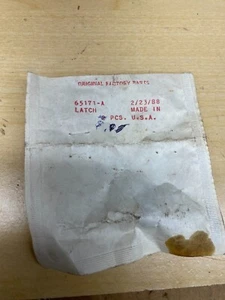 ORIGINAL FACTORY PARTS
65171-A 2/23/88
LATCH MADE IN
PCS. U.S.A.